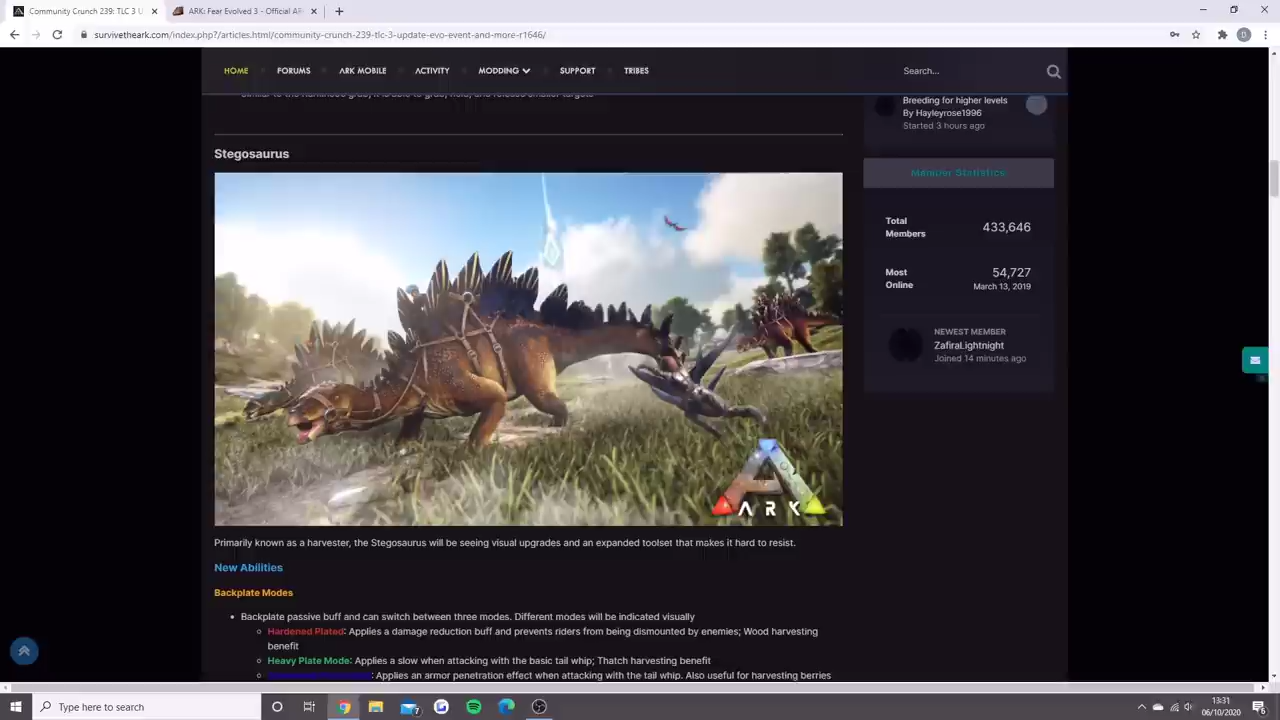 Community Crunch 239: TLC 3 U
ARK: Fear Evolved 3 - Official AR
survivetheark.com/index.php?/articles.html/community-crunch-239-tlc-3-update-evo-event-and-more-r1646/
HOME FORUMS ARK MOBILE ACTIVITY MODDING SUPPORT TRIBES
Search...
Breeding for higher levels
By Hayleyrose1996
Started 3 hours ago
Stegosaurus
Member Statistics
Total
Members
433,646
Most
Online
54,727
March 13, 2019
NEWEST MEMBER
ZafiraLightnight
Joined 14 minutes ago
ARK
Primarily known as a harvester, the Stegosaurus will be seeing visual upgrades and an expanded toolset that makes it hard to resist.
New Abilities
Backplate Modes
Backplate passive buff and can switch between three modes. Different modes will be indicated visually
Hardened Plated: Applies a damage reduction buff and prevents riders from being dismounted by enemies; Wood harvesting
benefit
Heavy Plate Mode: Applies a slow when attacking with the basic tail whip; Thatch harvesting benefit
: Applies an armor penetration effect when attacking with the tail whip. Also useful for harvesting berries
Type here to search
13:31
06/10/2020